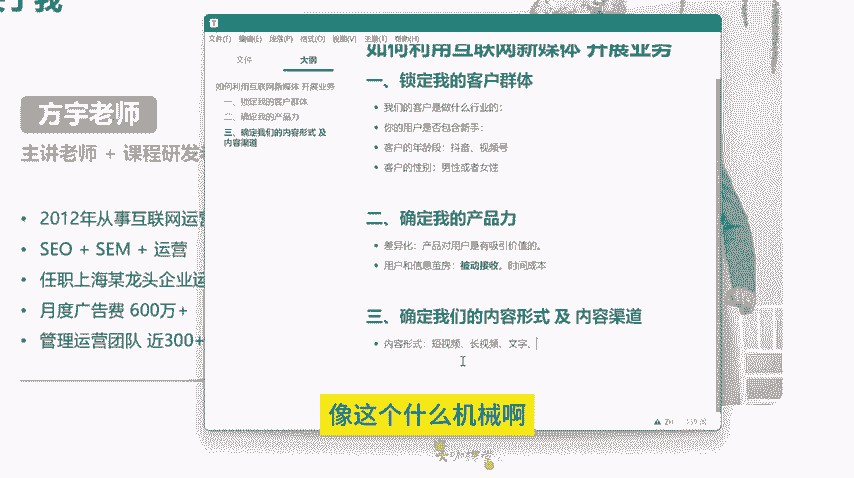 关于我
方宇老师
主讲老师 + 课程研发
2012年从事互联网运营
SEO + SEM + 运营
任职上海某龙头企业运
月度广告费 600万+
管理运营团队 近300+
文件(F) 编辑(E) 段落(P) 格式(O) 视图(V) 主题(T) 帮助(H)
文件 大纲
如何利用互联网新媒体 开展业务
一、锁定我的客户群体
二、确定我的产品力
三、确定我们的内容形式 及
内容渠道
如何利用互联网新媒体 开展业务
一、锁定我的客户群体
我们的客户是做什么行业的:
你的用户是否包含新手:
客户的年龄段: 抖音、视频号
客户的性别: 男性或者女性
二、确定我的产品力
差异化: 产品对用户是有吸引价值的。
用户和信息茧房: 被动接收。时间成本
三、确定我们的内容形式 及 内容渠道
内容形式: 短视频、长视频、文字、
像这个什么机械啊